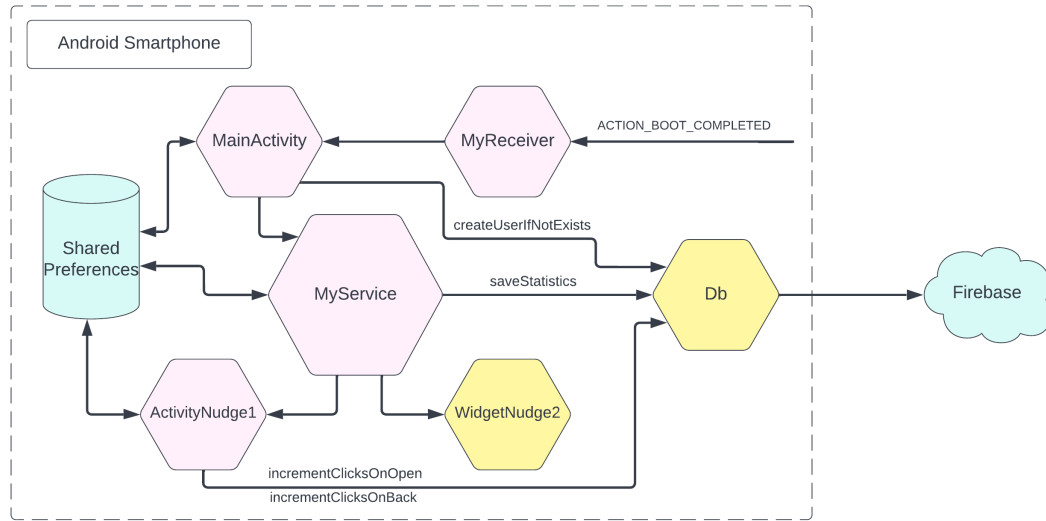 Android Smartphone
MainActivity
MyReceiver
ACTION_BOOT_COMPLETED
createUserIfNotExists
Shared
Preferences
MyService
saveStatistics
Db
Firebase
ActivityNudge1
WidgetNudge2
incrementClicksOnOpen
incrementClicksOnBack